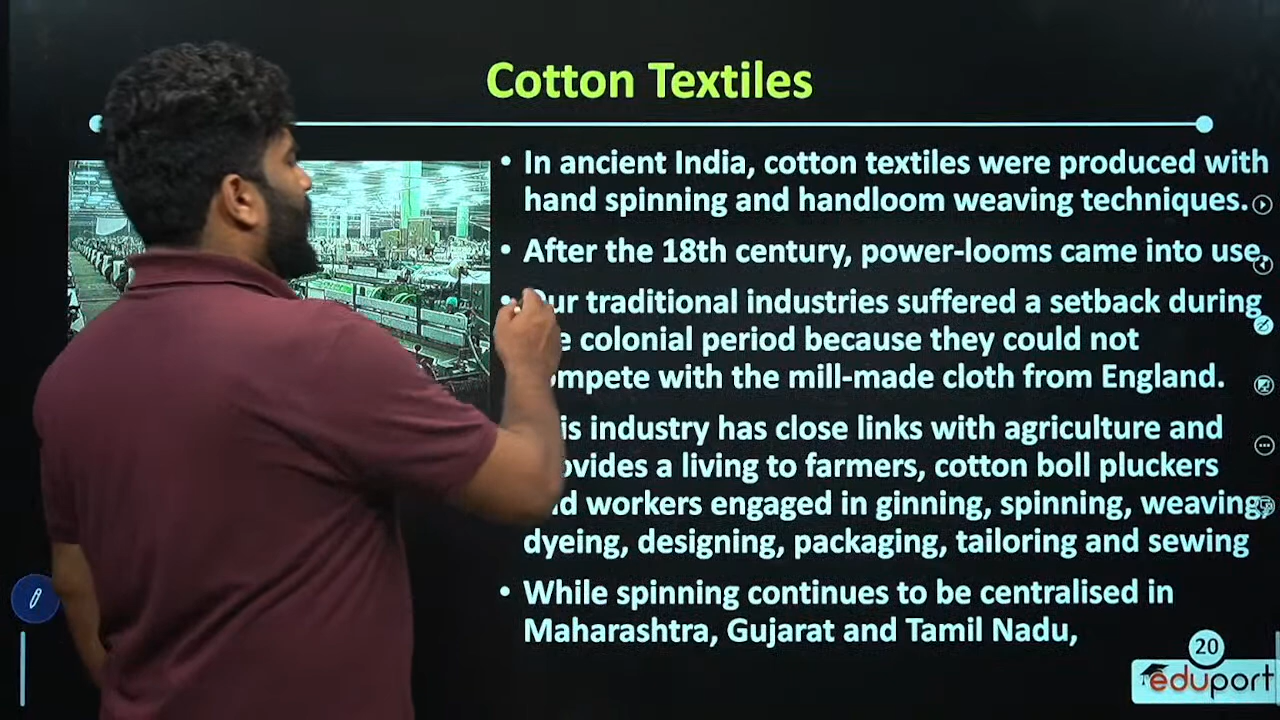 Cotton Textiles
• In ancient India, cotton textiles were produced with
hand spinning and handloom weaving techniques.
• After the 18th century, power-looms came into use.
• Our traditional industries suffered a setback during
colonial period because they could not
compete with the mill-made cloth from England.
industry has close links with agriculture and
provides a living to farmers, cotton boll pluckers
and workers engaged in ginning, spinning, weaving,
dyeing, designing, packaging, tailoring and sewing
• While spinning continues to be centralised in
Maharashtra, Gujarat and Tamil Nadu,
20
eduport